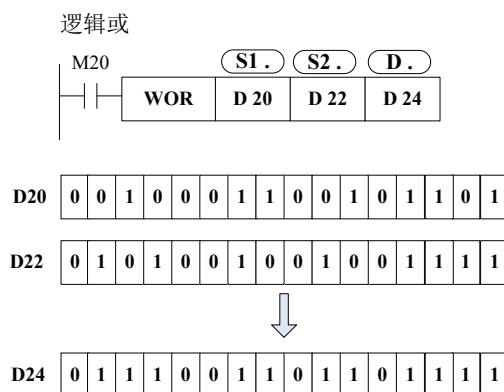 逻辑或
M20 S1. S2. D.
WOR D 20 D 22 D 24
D20 0 0 1 0 0 0 1 1 0 0 1 0 1 1 0 1
D22 0 1 0 1 0 0 1 0 0 1 0 0 1 1 1 1
D24 0 1 1 1 0 0 1 1 0 1 1 0 1 1 1 1